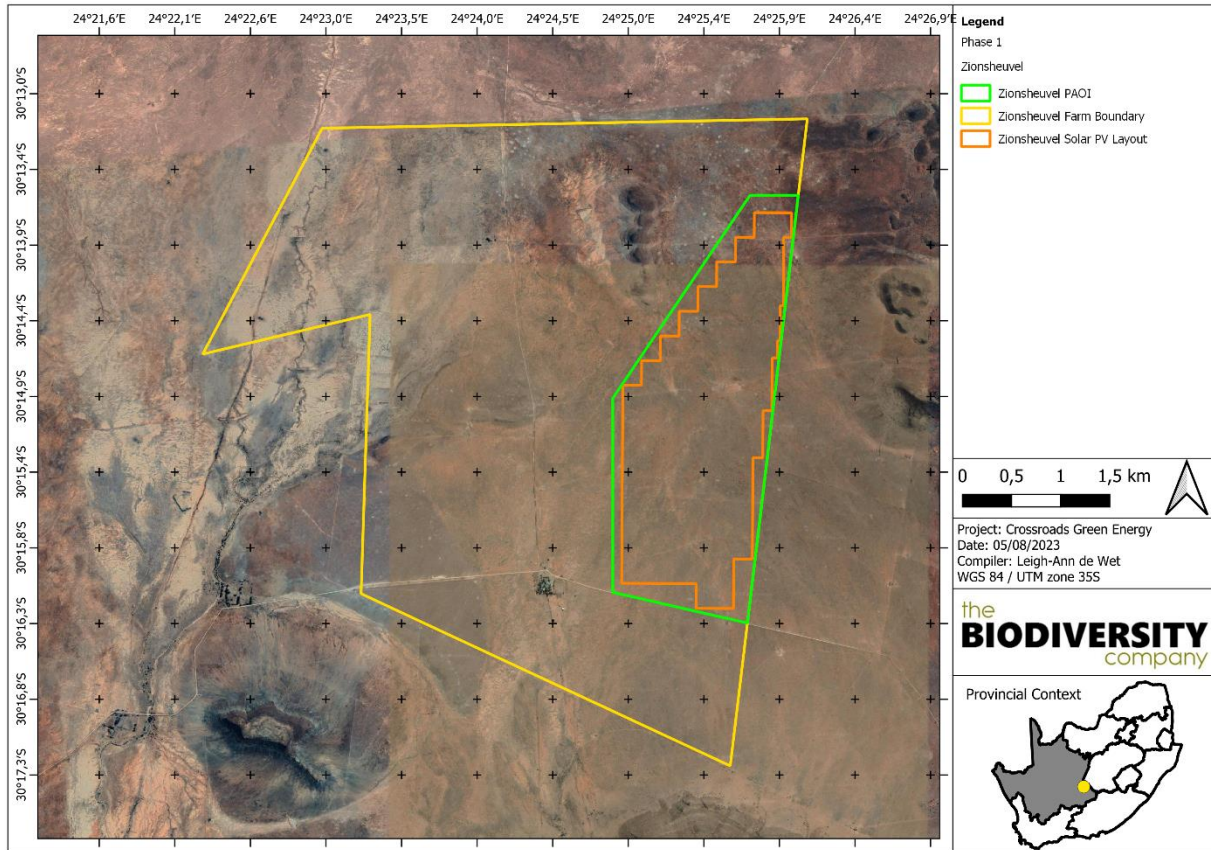 24°21,6'E 24°22,1'E 24°22,6'E 24°23,0'E 24°23,5'E 24°24,0'E 24°24,5'E 24°25,0'E 24°25,4'E 24°25,9'E 24°26,4'E 24°26,9'E
30°13,0'S
30°13,4'S
30°13,9'S
30°14,4'S
30°14,9'S
30°15,4'S
30°15,8'S
30°16,3'S
30°16,8'S
30°17,3'S
Legend
Phase 1
Zionsheuvel
Zionsheuvel PAOI
Zionsheuvel Farm Boundary
Zionsheuvel Solar PV Layout
0 0,5 1 1,5 km
Project: Crossroads Green Energy
Date: 05/08/2023
Compiler: Leigh-Ann de Wet
WGS 84 / UTM zone 35S
the
BIODIVERSITY
company
Provincial Context